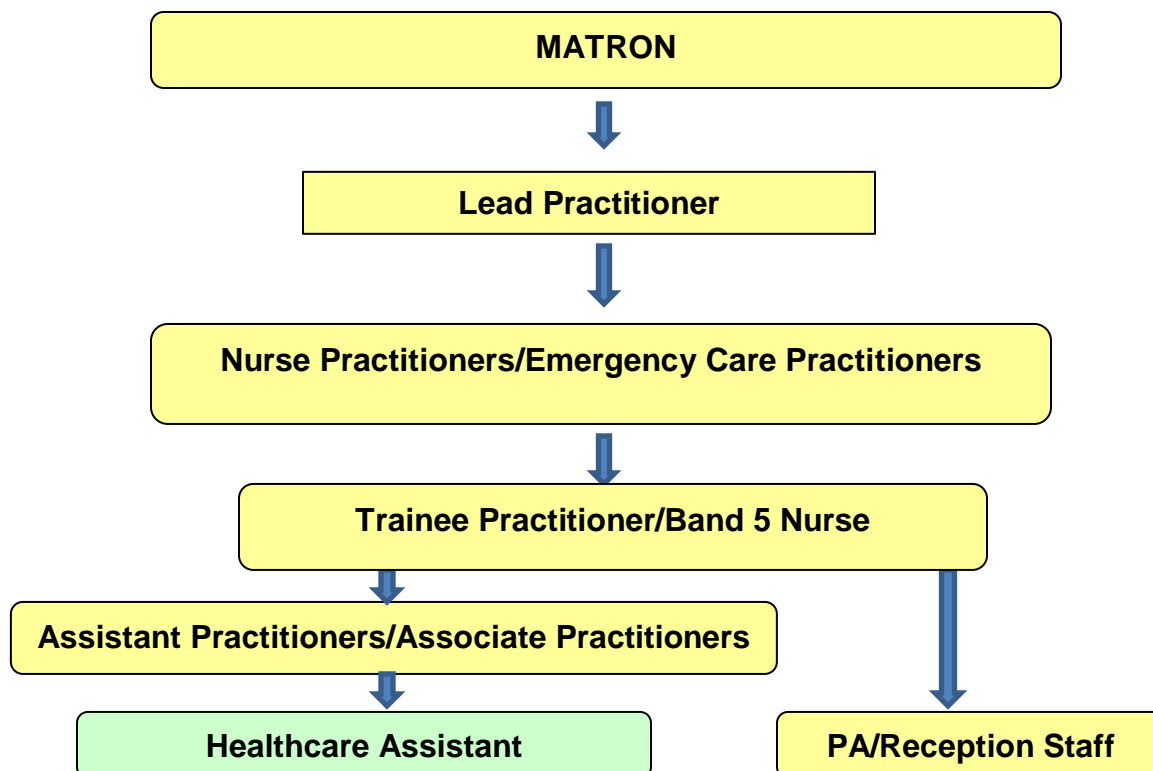 MATRON
Lead Practitioner
Nurse Practitioners/Emergency Care Practitioners
Trainee Practitioner/Band 5 Nurse
Assistant Practitioners/Associate Practitioners
Healthcare Assistant
PA/Reception Staff